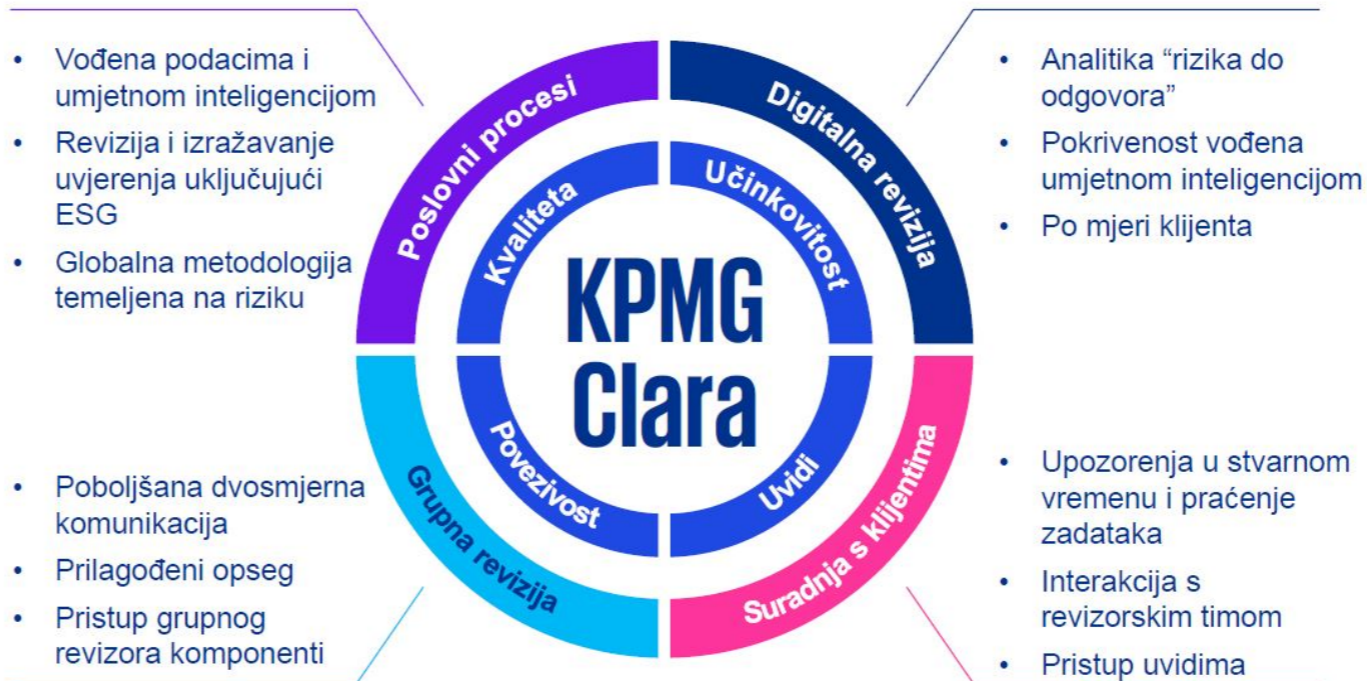 • Vođena podacima i
umjetnom inteligencijom
• Revizija i izražavanje
uvjerenja uključujući
ESG
• Globalna metodologija
temeljena na riziku
Poslovni procesi
Digitalna revizija
• Analitika “rizika do
odgovora”
• Pokrivenost vođena
umjetnom inteligencijom
• Po mjeri klijenta
Kvaliteta
Učinkovitost
KPMG
Clara
Povezivost
Uvidi
• Poboljšana dvosmjerna
komunikacija
• Prilagođeni opseg
• Pristup grupnog
revizora komponenti
Grupna revizija
Suradnja s klijentima
• Upozorenja u stvarnom
vremenu i praćenje
zadataka
• Interakcija s
revizorskim timom
• Pristup uvidima